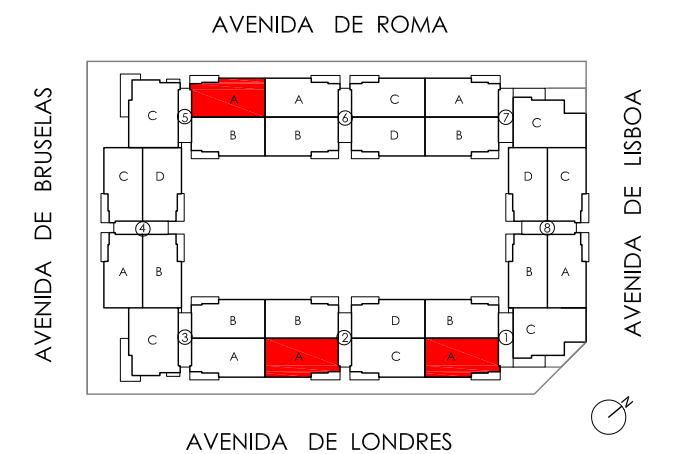 AVENIDA DE ROMA
AVENIDA DE BRUSELAS
AVENIDA DE LISBOA
A A C A
C 5 6 7 C
B B D B
C D D C
4 8
A B B A
B B D B
C 3 2 1 C
A A C A
N
AVENIDA DE LONDRES